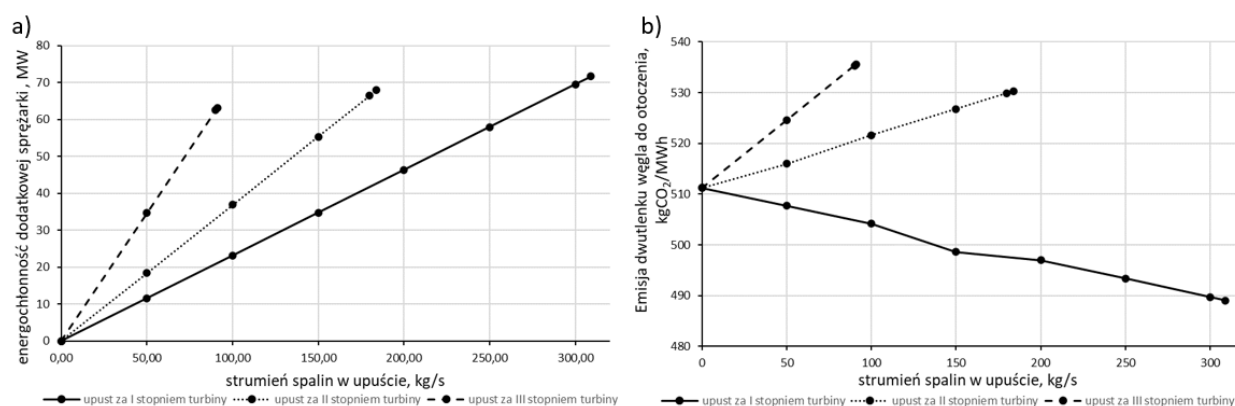 a)
energochłonność dodatkowej sprężarki, MW
80
70
60
50
40
30
20
10
0
0,00 50,00 100,00 150,00 200,00 250,00 300,00
strumień spalin w upuście, kg/s
upust za I stopniem turbiny upust za II stopniem turbiny upust za III stopniem turbiny
b)
Emisja dwutlenku węgla do otoczenia,
kgCO₂/MWh
540
530
520
510
500
490
480
0 50 100 150 200 250 300
strumień spalin w upuście, kg/s
upust za I stopniem turbiny upust za II stopniem turbiny upust za III stopniem turbiny